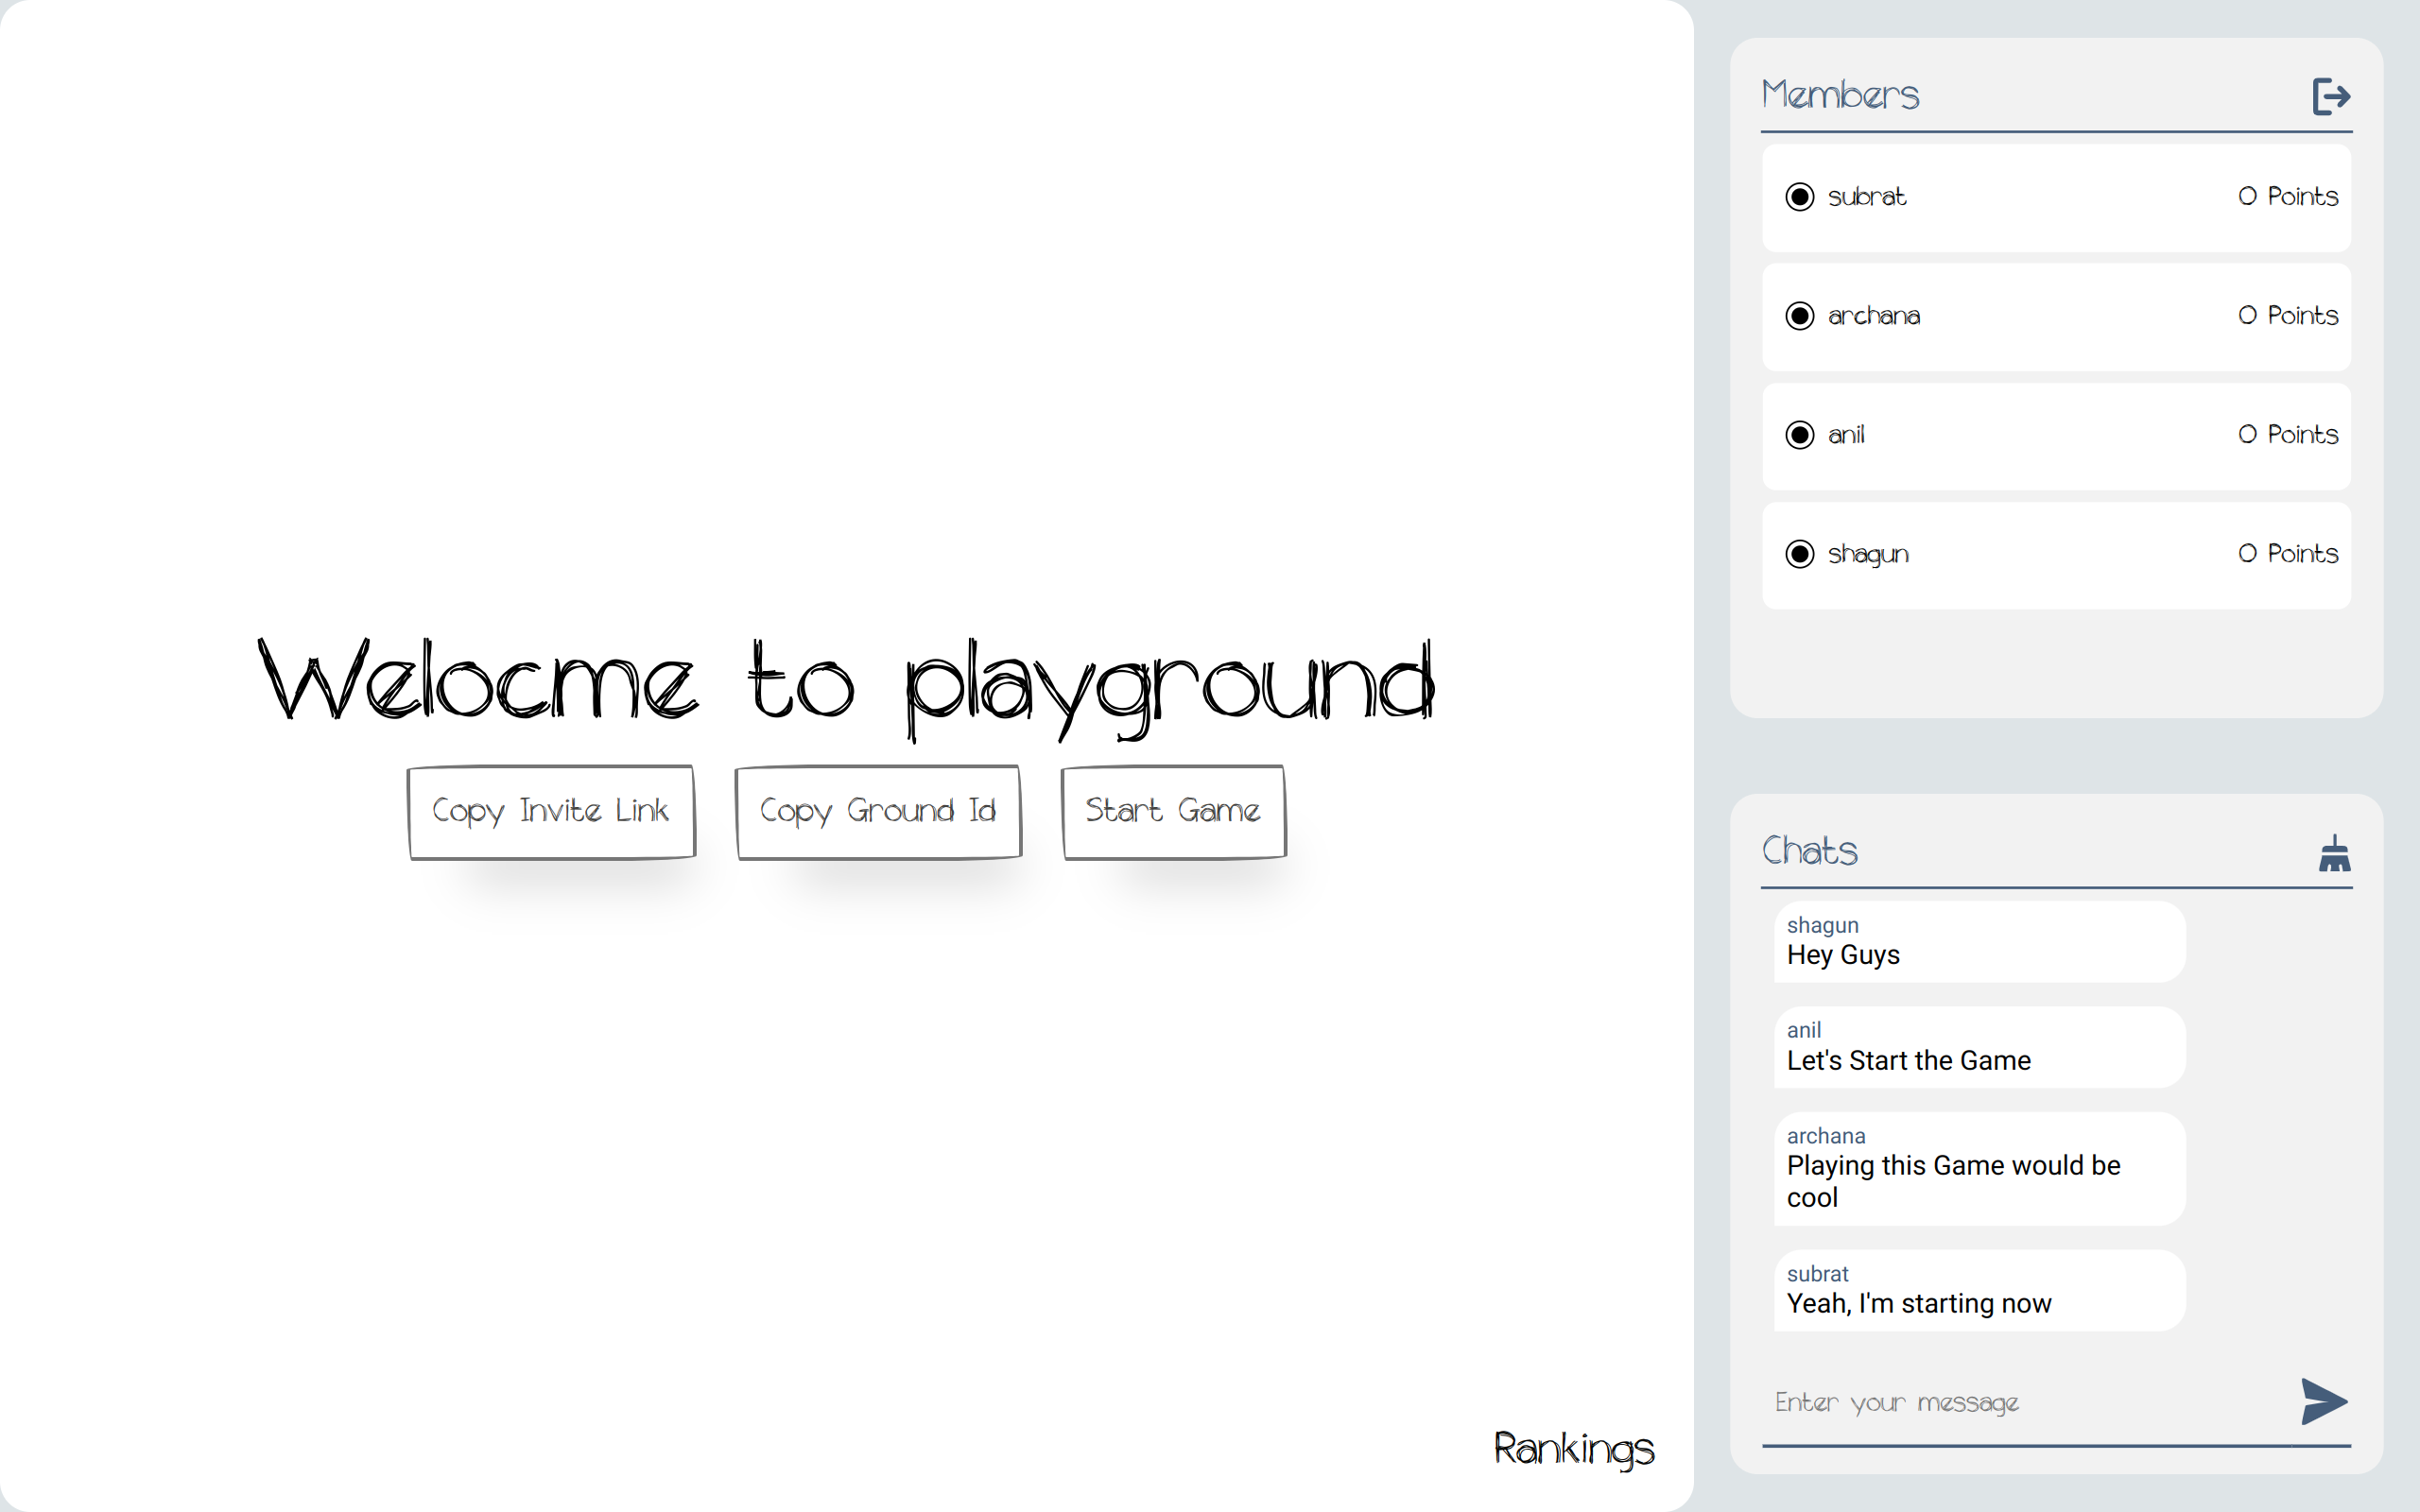 Welocme to playground
Copy Invite Link
Copy Ground Id
Start Game
Rankings
Members
subrat 0 Points
archana 0 Points
anil 0 Points
shagun 0 Points
Chats
shagun
Hey Guys
anil
Let's Start the Game
archana
Playing this Game would be
cool
subrat
Yeah, I'm starting now
Enter your message